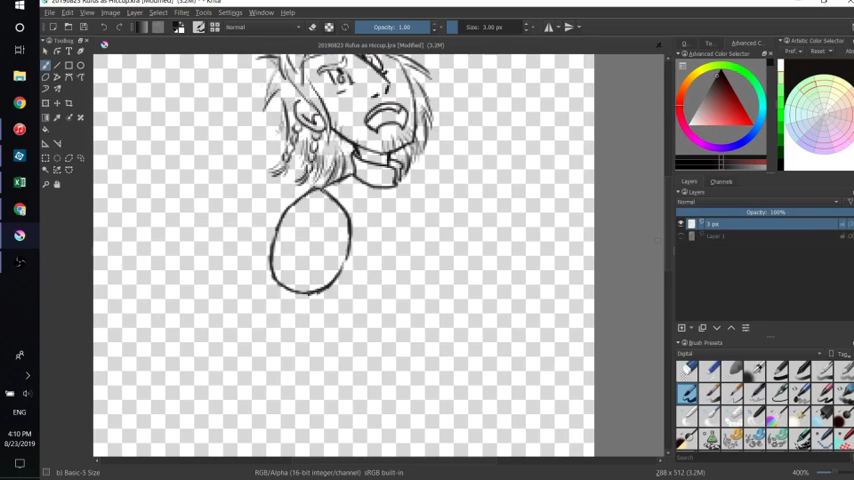 20190823 Rufus as Hiccup.kra [Modified] (3.2M) - Krita
File Edit View Image Layer Select Filter Tools Settings Window Help
Normal
Opacity: 1.00
Size: 3.00 px
Toolbox
20190823 Rufus as Hiccup.kra [Modified] (3.2M)
Te...
Advanced C...
Artistic Color Selector
Advanced Color Selector
Pref.
Reset
Layers
Channels
Layers
Normal
Opacity: 100%
3 px
Layer 1
Brush Presets
Digital
Tag
Search
ENG
4:10 PM
8/23/2019
b) Basic-5 Size
RGB/Alpha (16-bit integer/channel) sRGB built-in
288 x 512 (3.2M)
400%